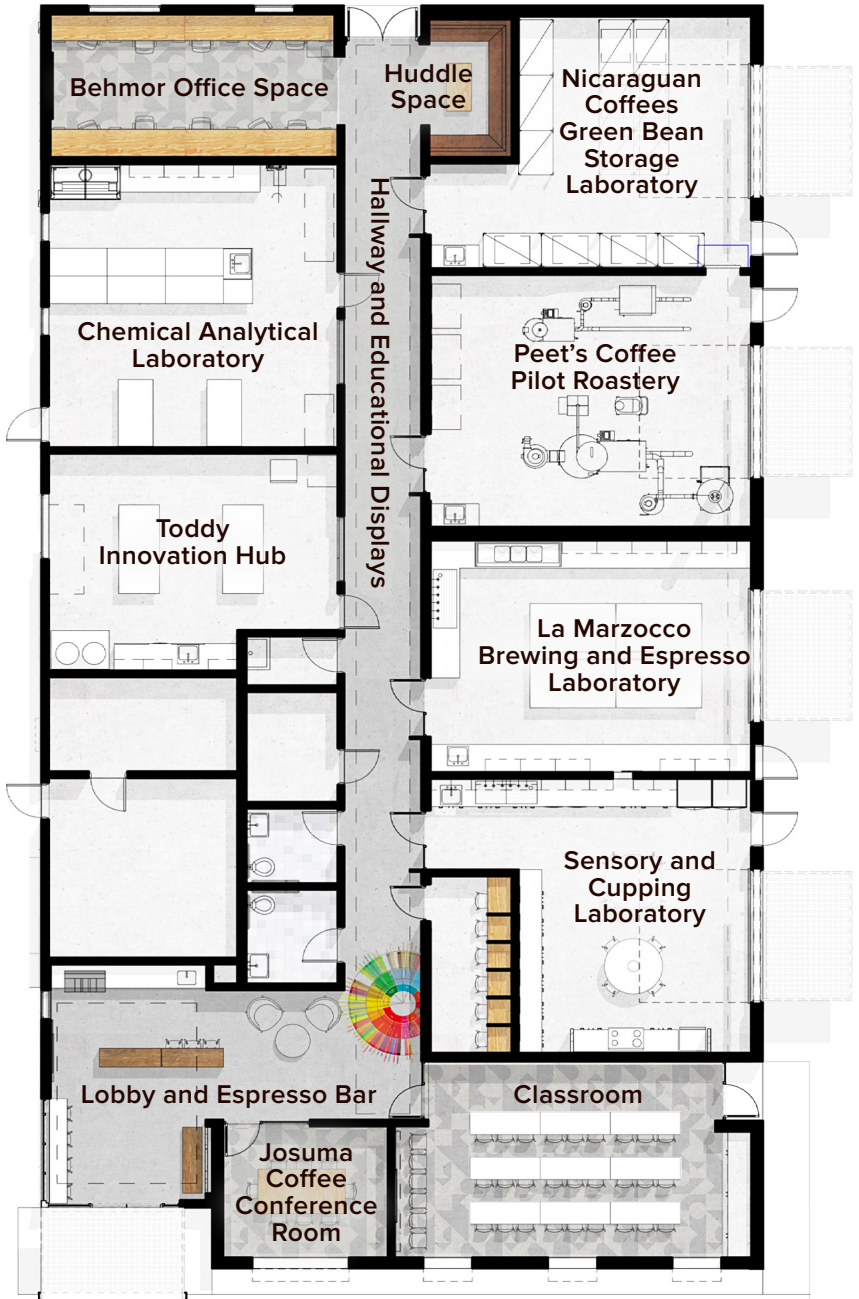 Behmor Office Space
Huddle
Space
Nicaraguan
Coffees
Green Bean
Storage
Laboratory
Hallway and Educational Displays
Chemical Analytical
Laboratory
Peet's Coffee
Pilot Roastery
Toddy
Innovation Hub
La Marzocco
Brewing and Espresso
Laboratory
Sensory and
Cupping
Laboratory
Lobby and Espresso Bar
Classroom
Josuma
Coffee
Conference
Room